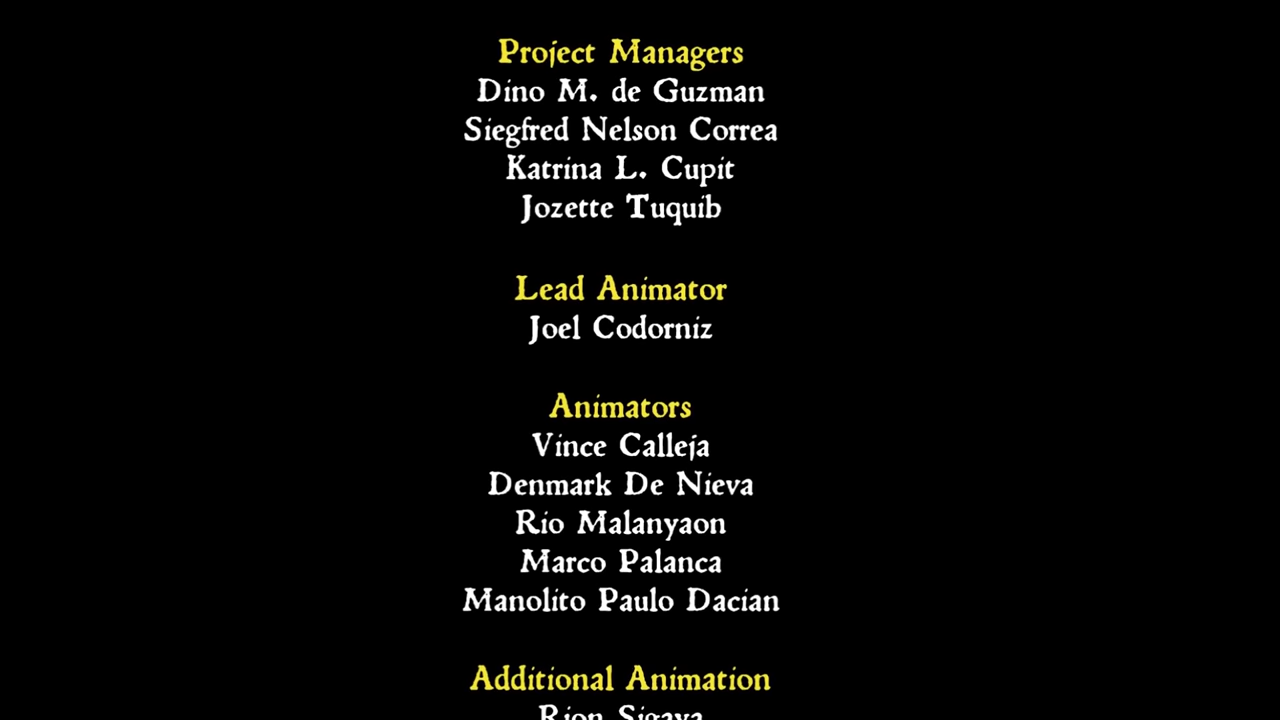 Project Managers
Dino M. de Guzman
Siegfred Nelson Correa
Katrina L. Cupit
Jozette Tuquib
Lead Animator
Joel Codorniz
Animators
Vince Calleja
Denmark De Nieva
Rio Malanyaon
Marco Palanca
Manolito Paulo Dacian
Additional Animation
Rion Sigaya